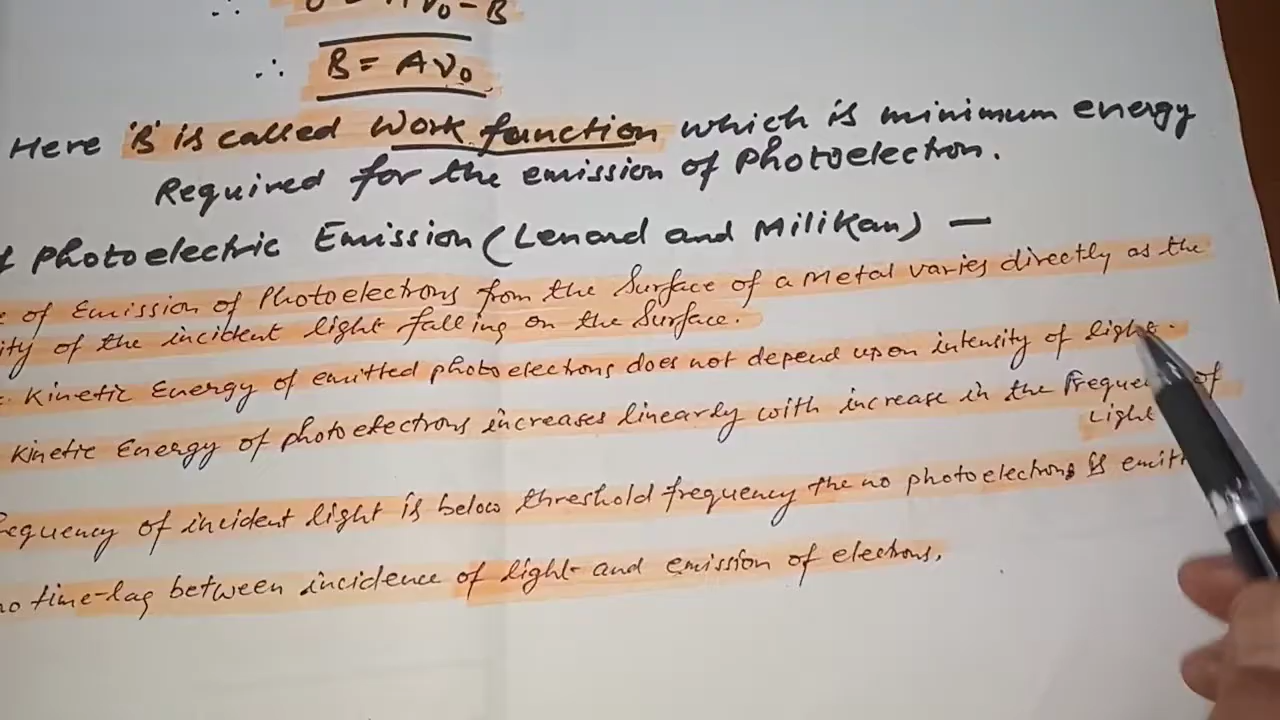 ∴ 0 = Aν₀ - B
∴ B = Aν₀
Here 'B' is called Work function which is minimum energy
Required for the emission of Photoelectron.
Photoelectric Emission (Lenard and Milikan) —
of Emission of Photoelectrons from the Surface of a Metal varies directly as the
of the incident light falling on the Surface.
Kinetic Energy of emitted photoelectrons does not depend upon intensity of light.
Kinetic Energy of photoelectrons increases linearly with increase in the of
Light
of incident light is below threshold frequency the no photoelectrons is
no time-lag between incidence of light and emission of electrons.